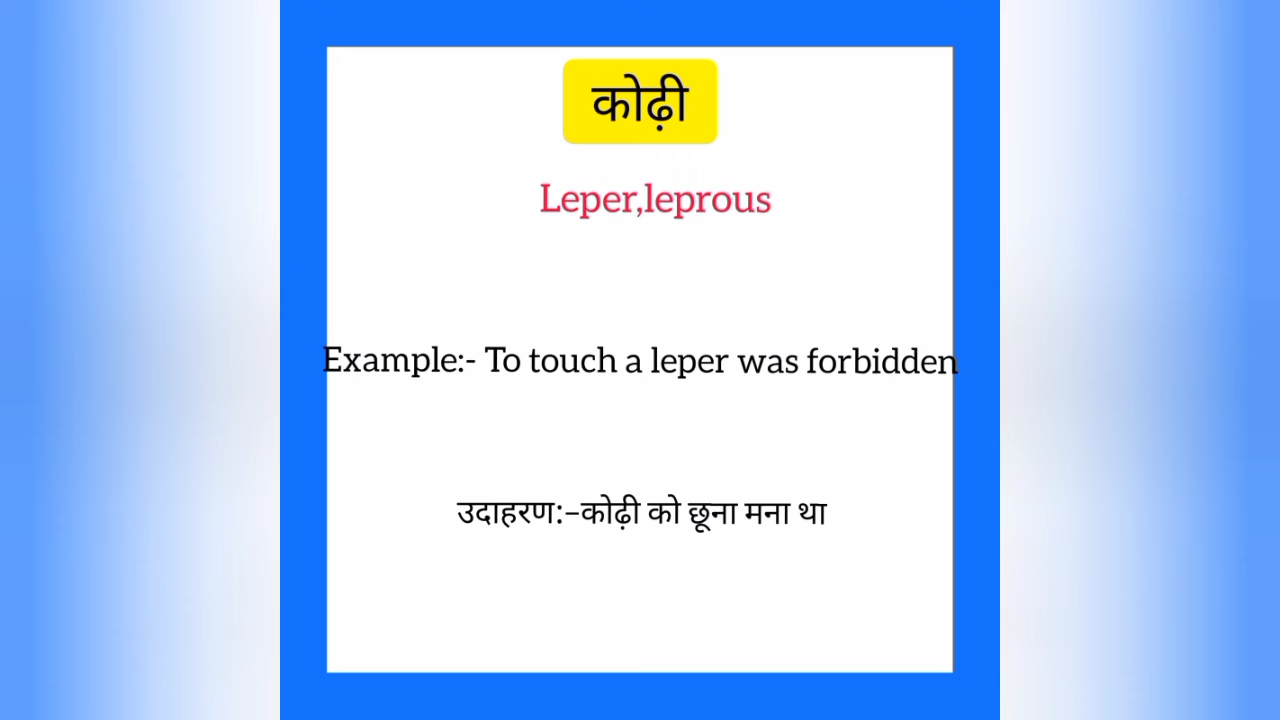 कोढ़ी
Leper,leprous
Example:- To touch a leper was forbidden
उदाहरण:–कोढ़ी को छूना मना था